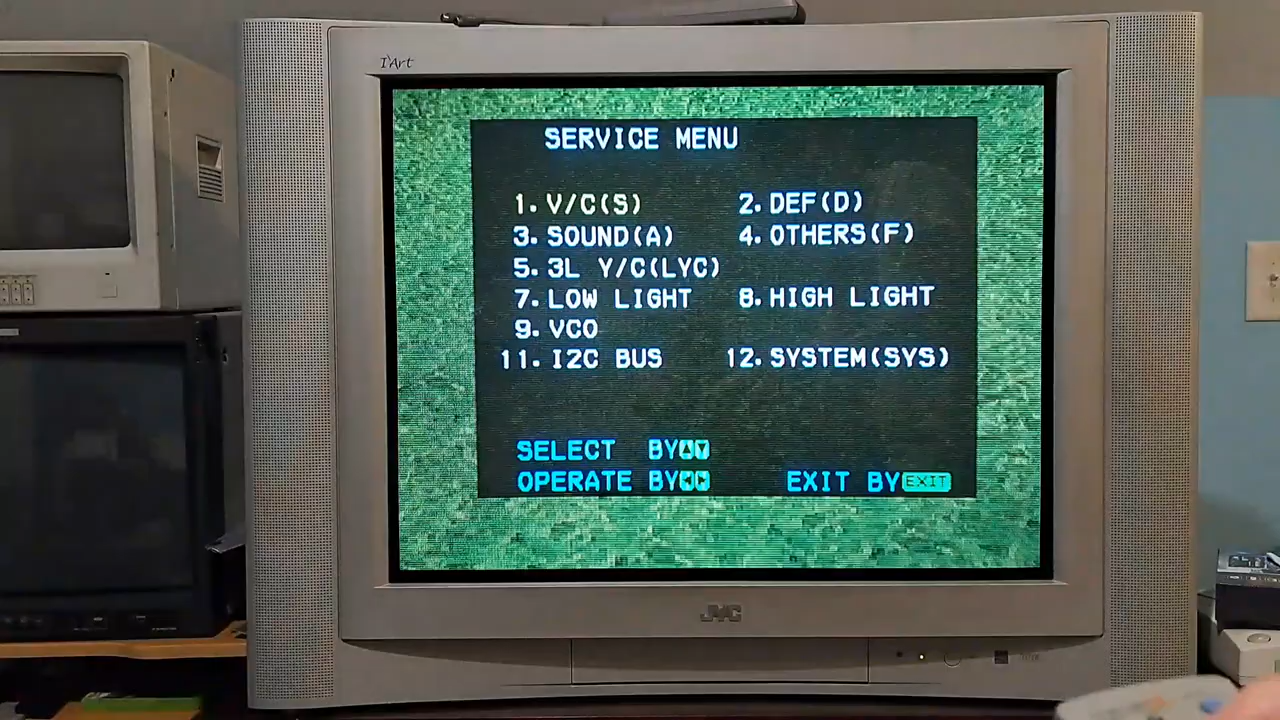 I'Art
SERVICE MENU
1. V/C(S) 2. DEF(D)
3. SOUND(A) 4. OTHERS(F)
5. 3L Y/C(LYC)
7. LOW LIGHT 8. HIGH LIGHT
9. VCO
11. I2C BUS 12. SYSTEM(SYS)
SELECT BY
OPERATE BY EXIT BY EXIT
JVC